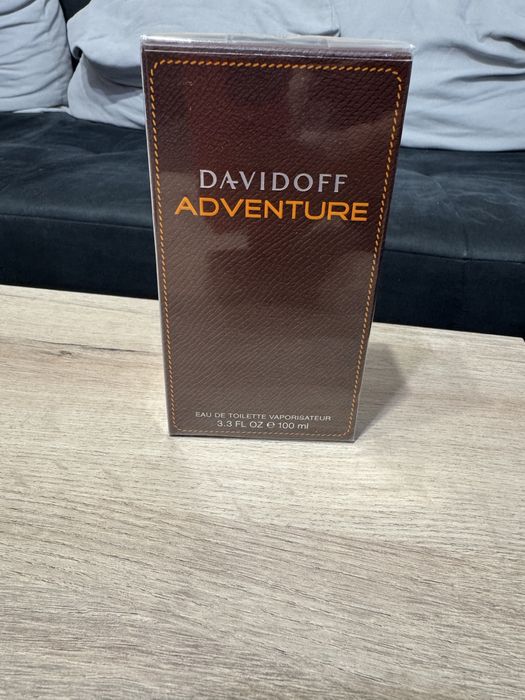 DAVIDOFF
ADVENTURE
EAU DE TOILETTE VAPORISATEUR
3.3 FL OZ ℮ 100 ml